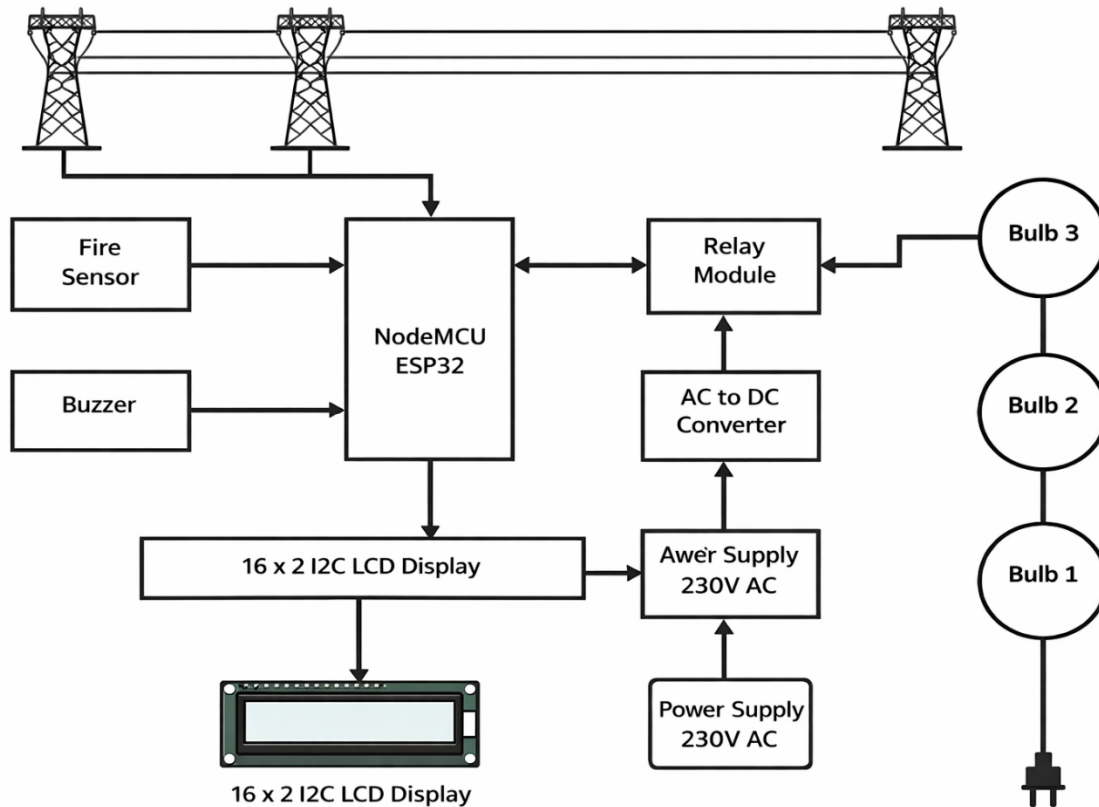 Fire
Sensor
Relay
Module
Bulb 3
NodeMCU
ESP32
Buzzer
AC to DC
Converter
Bulb 2
16 x 2 I2C LCD Display
Awer Supply
230V AC
Bulb 1
Power Supply
230V AC
16 x 2 I2C LCD Display